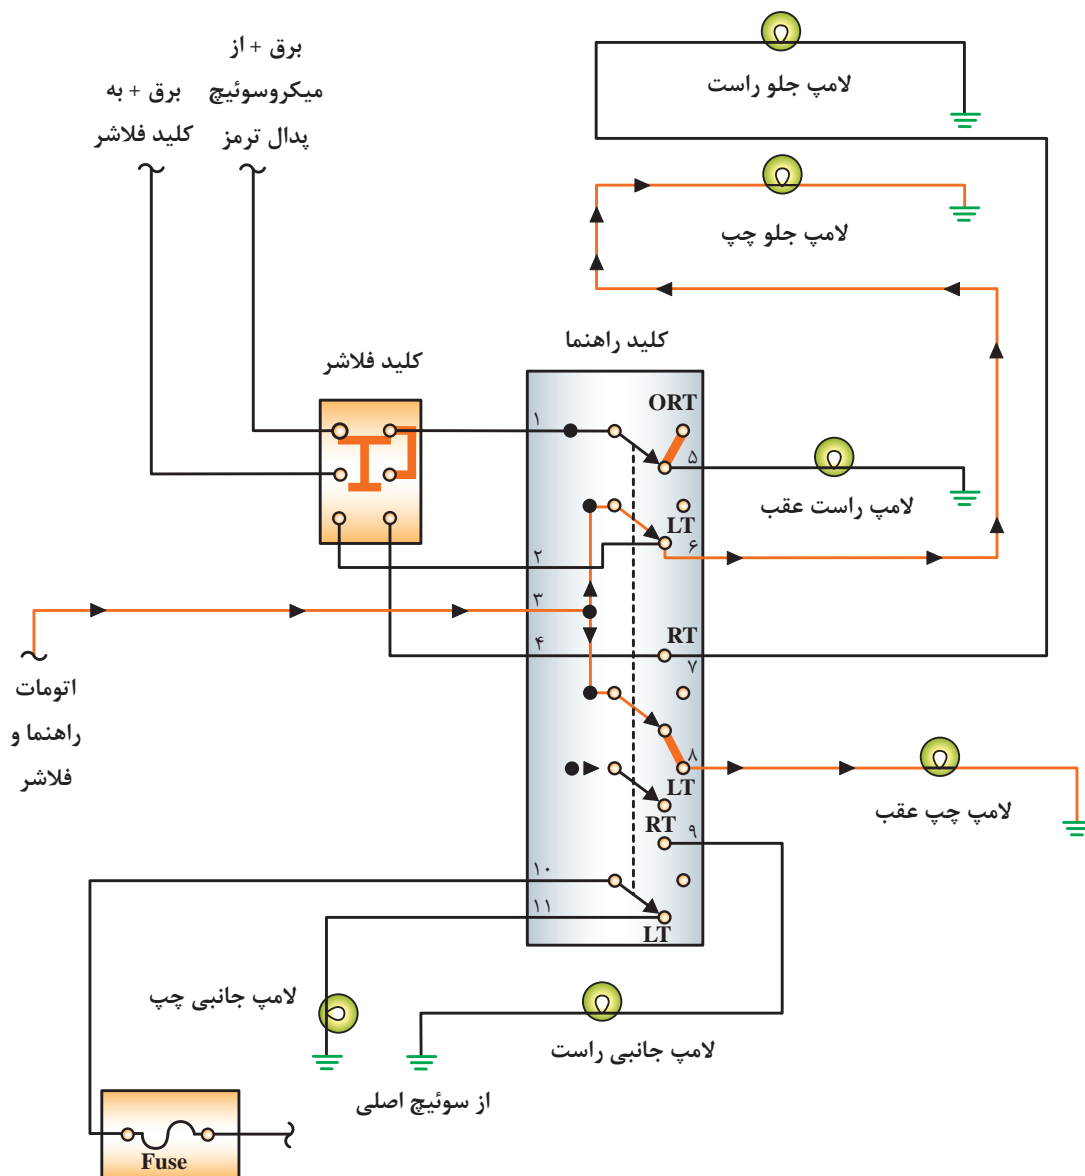 برق + از
میکروسوئیچ
پدال ترمز
برق + به
کلید فلاشر
لامپ جلو راست
لامپ جلو چپ
کلید راهنما
کلید فلاشر
۱
ORT
۵
لامپ راست عقب
LT
۶
۲
۳
۴
RT
۷
اتومات
راهنما و
فلاشر
۸
LT
لامپ چپ عقب
RT
۹
۱۰
۱۱
LT
لامپ جانبی چپ
لامپ جانبی راست
از سوئیچ اصلی
Fuse